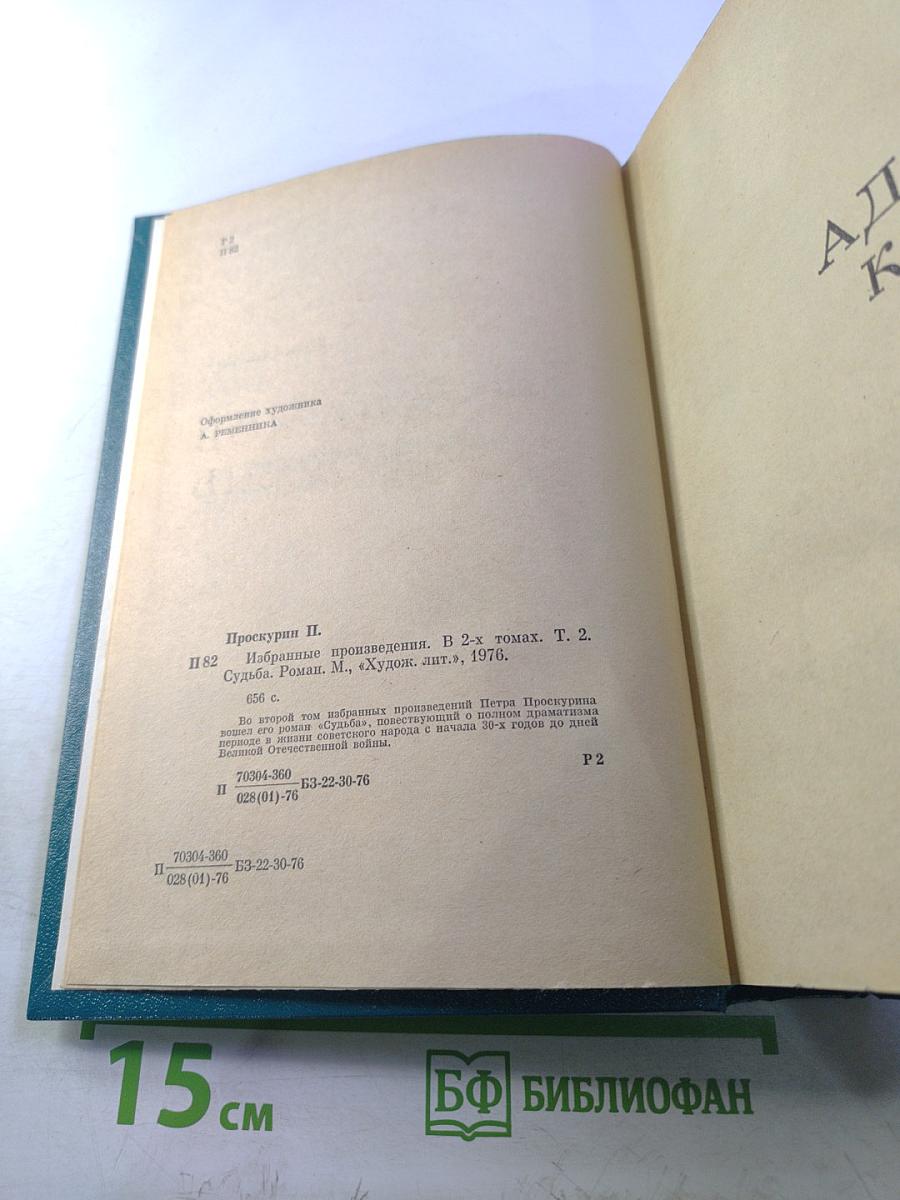 Р 2
П 82
Оформление художника
А. РЕМЕННИКА
Проскурин П.
П 82 Избранные произведения. В 2-х томах. Т. 2.
Судьба. Роман. М., «Худож. лит.», 1976.
656 с.
Во второй том избранных произведений Петра Проскурина
вошел его роман «Судьба», повествующий о полном драматизма
периоде в жизни советского народа с начала 30-х годов до дней
Великой Отечественной войны.
П 70304-360 БЗ-22-30-76
028(01)-76
Р 2
П 70304-360 БЗ-22-30-76
028(01)-76
АД
К
15 см
БФ БИБЛИОФАН